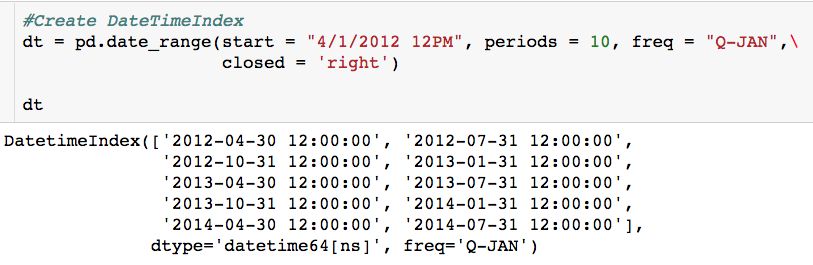 #Create DateTimeIndex
dt = pd.date_range(start = "4/1/2012 12PM", periods = 10, freq = "Q-JAN",\
                   closed = 'right')
dt
DatetimeIndex(['2012-04-30 12:00:00', '2012-07-31 12:00:00',
               '2012-10-31 12:00:00', '2013-01-31 12:00:00',
               '2013-04-30 12:00:00', '2013-07-31 12:00:00',
               '2013-10-31 12:00:00', '2014-01-31 12:00:00',
               '2014-04-30 12:00:00', '2014-07-31 12:00:00'],
              dtype='datetime64[ns]', freq='Q-JAN')